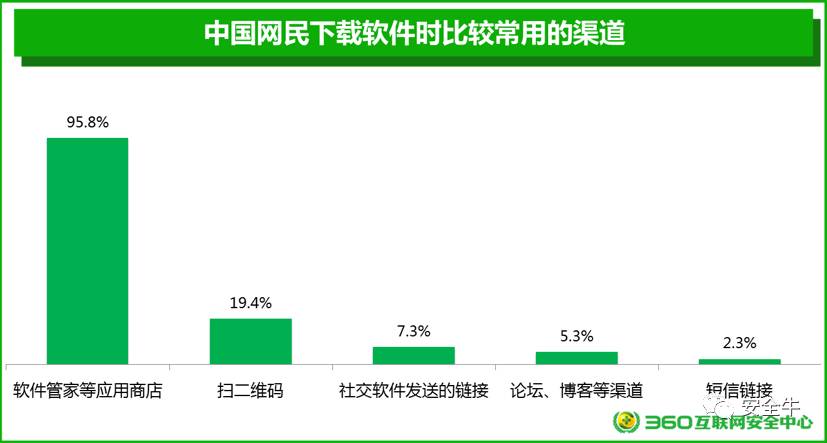 中国网民下载软件时比较常用的渠道
95.8%
19.4%
7.3%
5.3%
2.3%
软件管家等应用商店
扫二维码
社交软件发送的链接
论坛、博客等渠道
短信链接
安全牛
360互联网安全中心